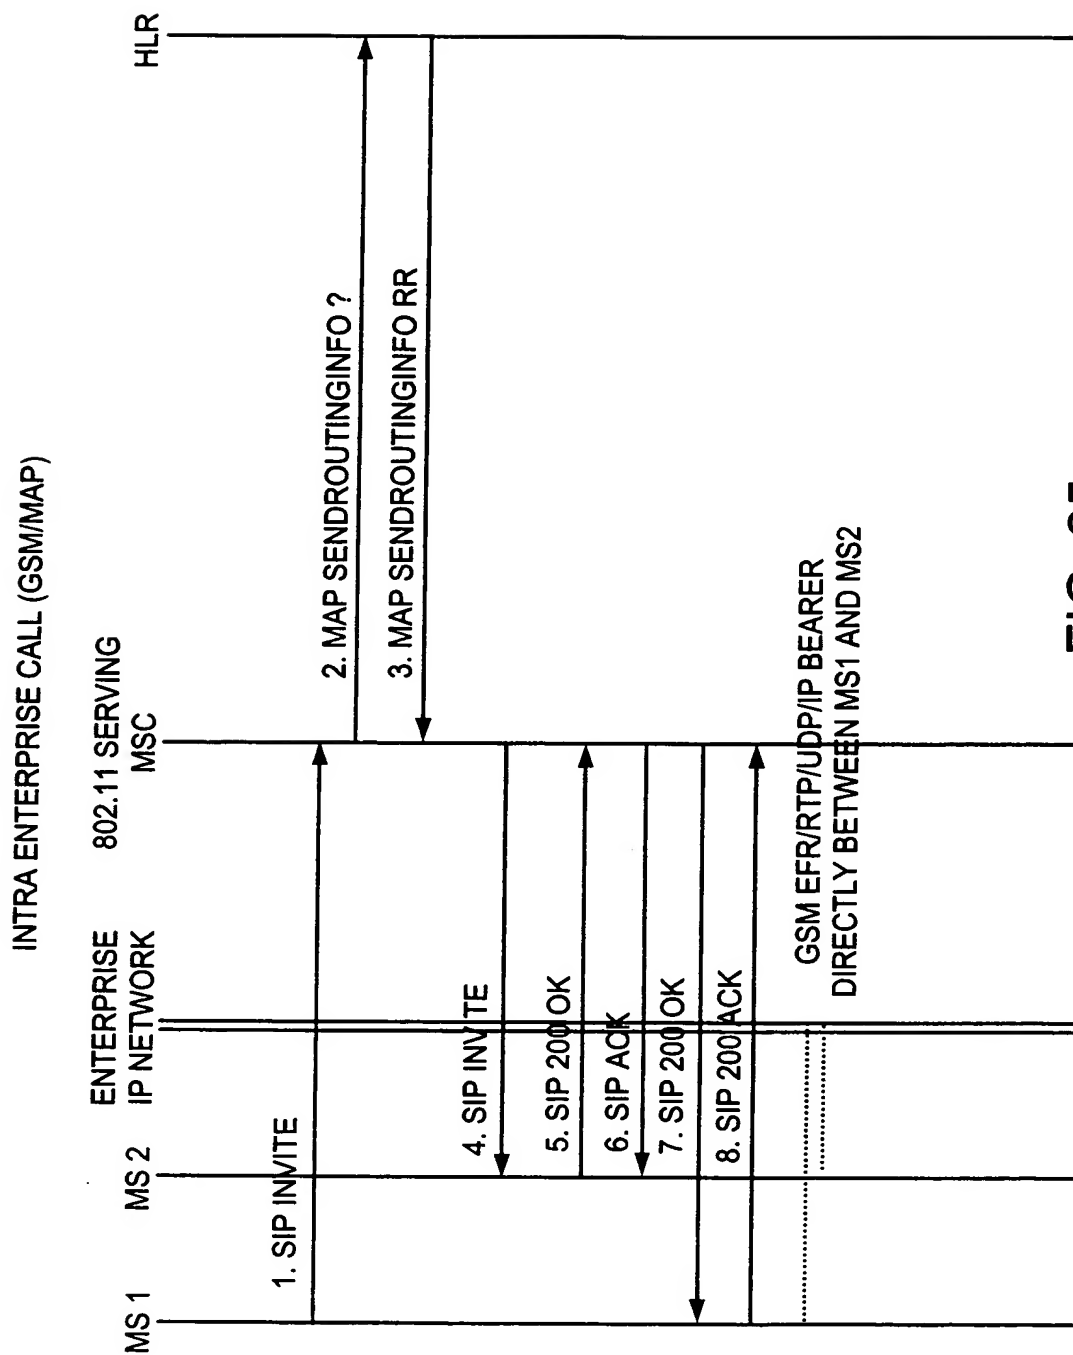 INTRA ENTERPRISE CALL (GSM/MAP)
MS 1
MS 2
ENTERPRISE
IP NETWORK
802.11 SERVING
MSC
HLR
1. SIP INVITE
2. MAP SENDROUTINGINFO ?
3. MAP SENDROUTINGINFO RR
4. SIP INVITE
5. SIP 200 OK
6. SIP ACK
7. SIP 200 OK
8. SIP 200 ACK
GSM EFR/RTP/UDP/IP BEARER
DIRECTLY BETWEEN MS1 AND MS2